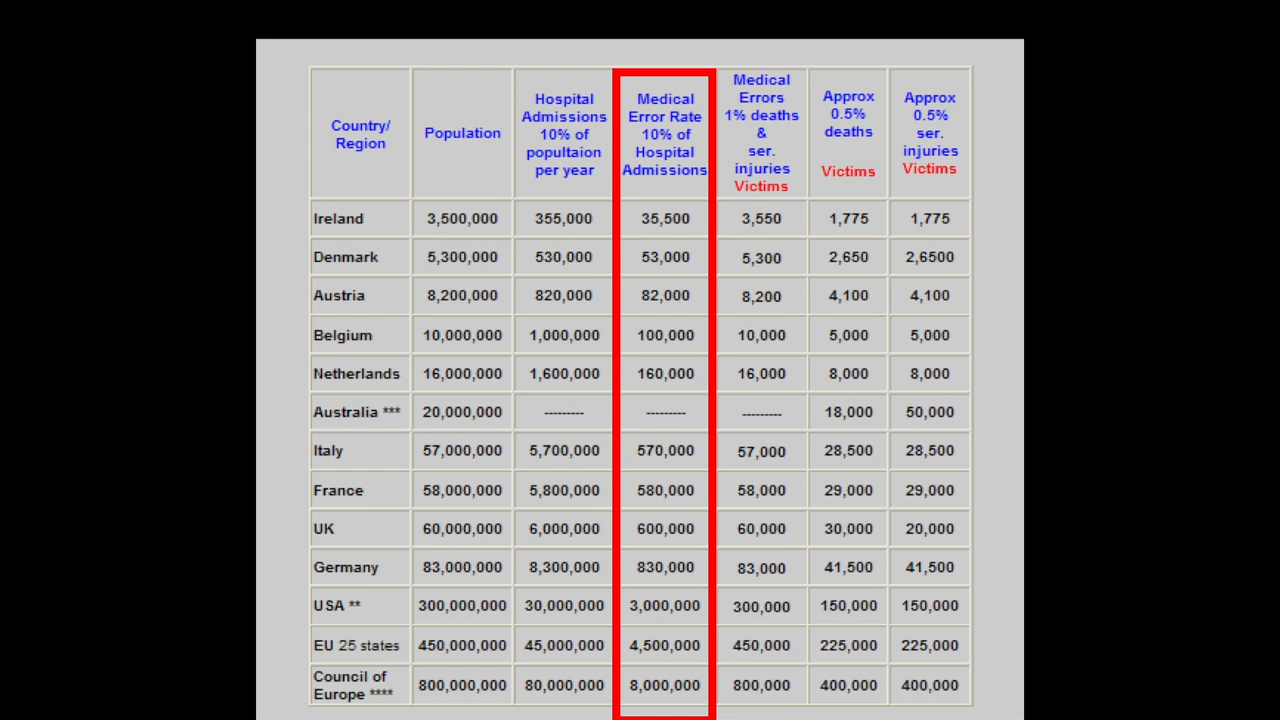 Country/ Region Population Hospital Admissions 10% of popultaion per year Medical Error Rate 10% of Hospital Admissions Medical Errors 1% deaths & ser. injuries Victims Approx 0.5% deaths Victims Approx 0.5% ser. injuries Victims
Ireland 3,500,000 355,000 35,500 3,550 1,775 1,775
Denmark 5,300,000 530,000 53,000 5,300 2,650 2,6500
Austria 8,200,000 820,000 82,000 8,200 4,100 4,100
Belgium 10,000,000 1,000,000 100,000 10,000 5,000 5,000
Netherlands 16,000,000 1,600,000 160,000 16,000 8,000 8,000
Australia *** 20,000,000 --------- --------- --------- 18,000 50,000
Italy 57,000,000 5,700,000 570,000 57,000 28,500 28,500
France 58,000,000 5,800,000 580,000 58,000 29,000 29,000
UK 60,000,000 6,000,000 600,000 60,000 30,000 20,000
Germany 83,000,000 8,300,000 830,000 83,000 41,500 41,500
USA ** 300,000,000 30,000,000 3,000,000 300,000 150,000 150,000
EU 25 states 450,000,000 45,000,000 4,500,000 450,000 225,000 225,000
Council of Europe **** 800,000,000 80,000,000 8,000,000 800,000 400,000 400,000